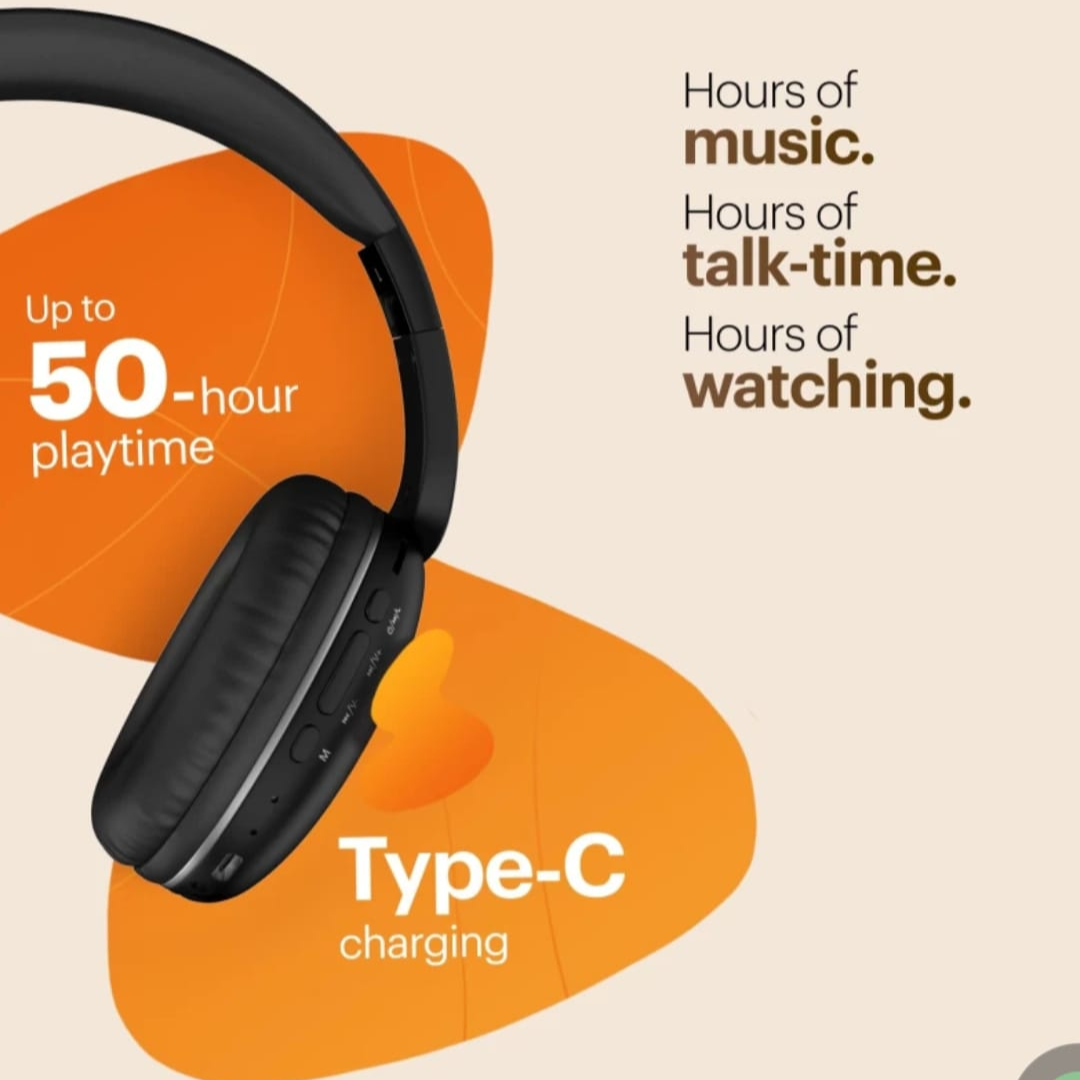 Hours of
music.
Hours of
talk-time.
Hours of
watching.
Up to
50-hour
playtime
M
Type-C
charging